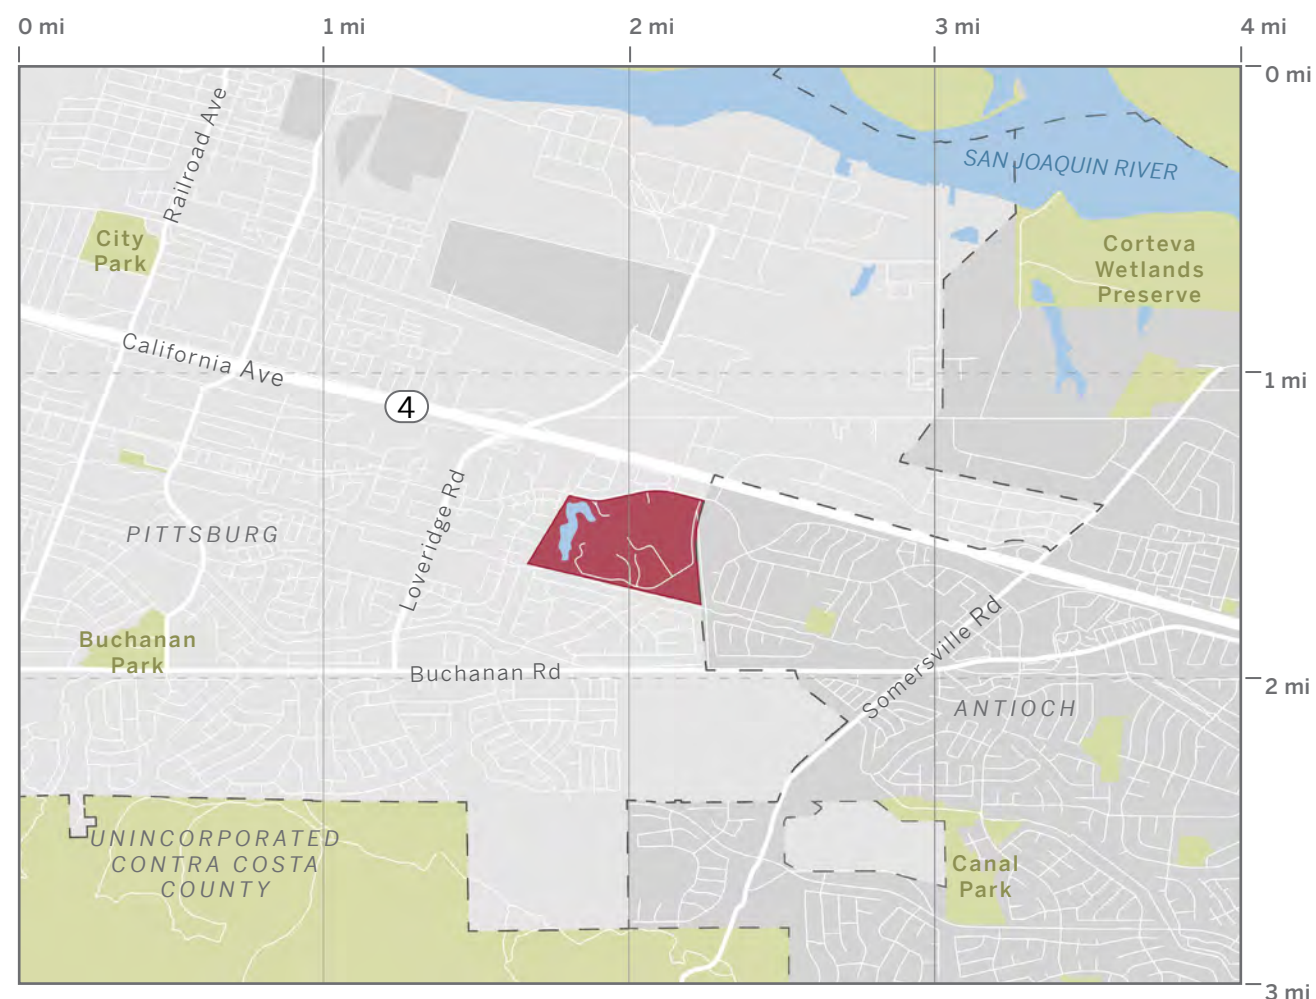 0 mi
1 mi
2 mi
3 mi
4 mi
0 mi
Railroad Ave
SAN JOAQUIN RIVER
City
Park
Corteva
Wetlands
Preserve
California Ave
1 mi
4
Loveridge Rd
PITTSBURG
Buchanan
Park
Buchanan Rd
Somersville Rd
2 mi
ANTIOCH
UNINCORPORATED
CONTRA COSTA
COUNTY
Canal
Park
3 mi